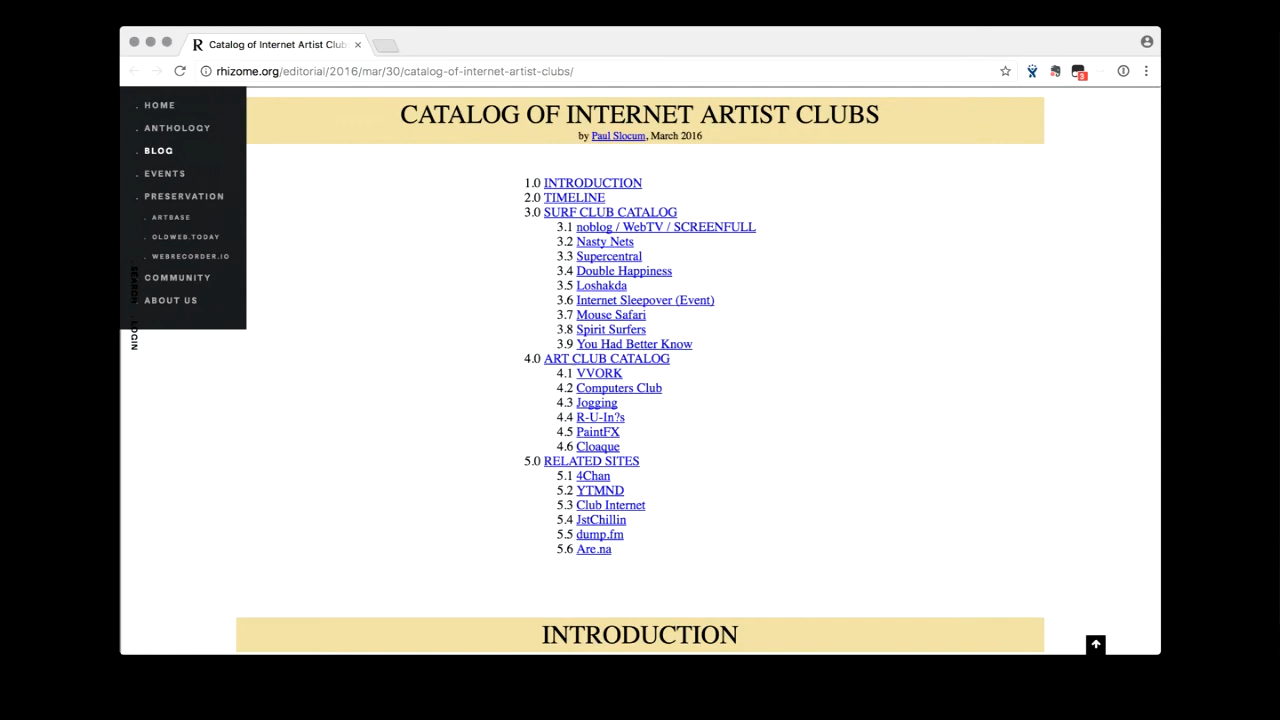 Catalog of Internet Artist Club
rhizome.org/editorial/2016/mar/30/catalog-of-internet-artist-clubs/
3
. HOME
. ANTHOLOGY
. BLOG
. EVENTS
. PRESERVATION
. ARTBASE
. OLDWEB.TODAY
. WEBRECORDER.IO
. COMMUNITY
. ABOUT US
. SEARCH
. LOGIN
CATALOG OF INTERNET ARTIST CLUBS
by Paul Slocum, March 2016
1.0 INTRODUCTION
2.0 TIMELINE
3.0 SURF CLUB CATALOG
3.1 noblog / WebTV / SCREENFULL
3.2 Nasty Nets
3.3 Supercentral
3.4 Double Happiness
3.5 Loshakda
3.6 Internet Sleepover (Event)
3.7 Mouse Safari
3.8 Spirit Surfers
3.9 You Had Better Know
4.0 ART CLUB CATALOG
4.1 VVORK
4.2 Computers Club
4.3 Jogging
4.4 R-U-In?s
4.5 PaintFX
4.6 Cloaque
5.0 RELATED SITES
5.1 4Chan
5.2 YTMND
5.3 Club Internet
5.4 JstChillin
5.5 dump.fm
5.6 Are.na
INTRODUCTION